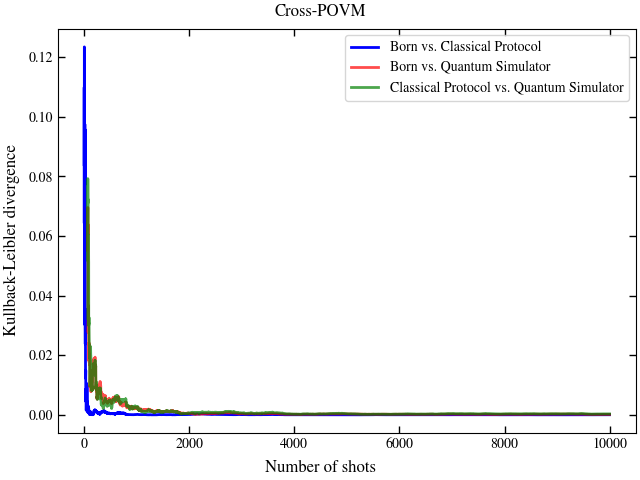 Cross-POVM
Born vs. Classical Protocol
Born vs. Quantum Simulator
Classical Protocol vs. Quantum Simulator
Kullback-Leibler divergence
0.12
0.10
0.08
0.06
0.04
0.02
0.00
0 2000 4000 6000 8000 10000
Number of shots